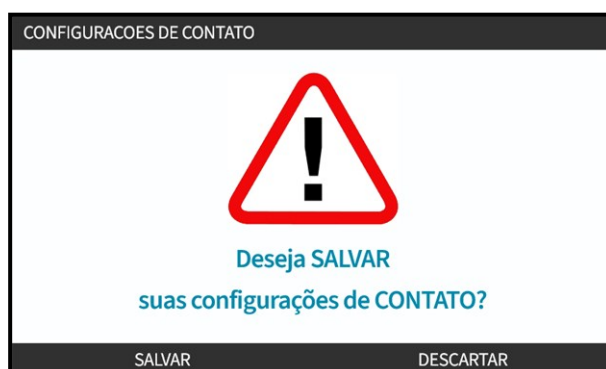 CONFIGURACOES DE CONTATO
!
Deseja SALVAR
suas configurações de CONTATO?
SALVAR DESCARTAR